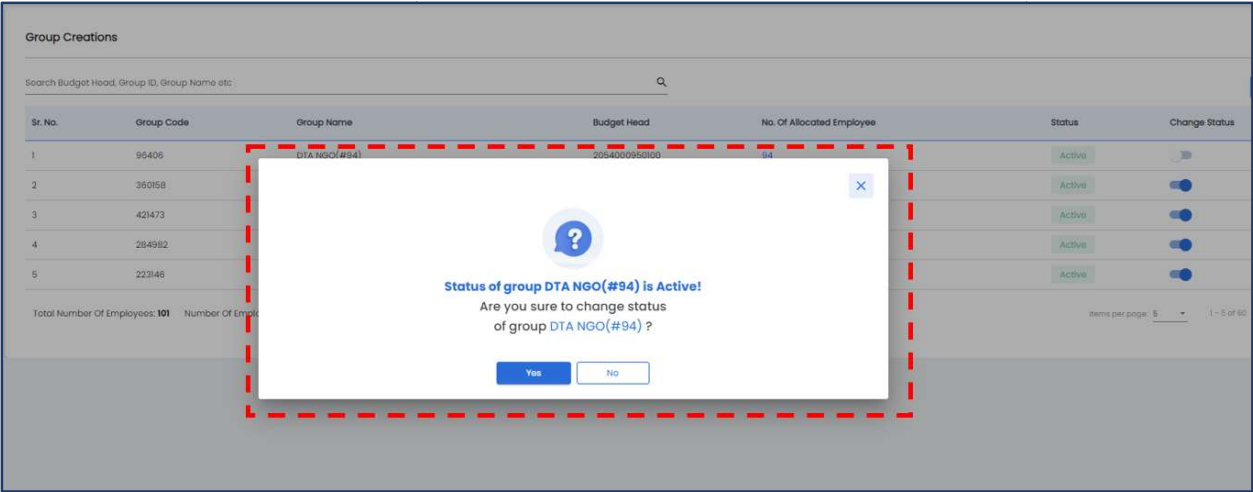 Group Creations
Search Budget Head, Group ID, Group Name etc
Sr. No. Group Code Group Name Budget Head No. Of Allocated Employee Status Change Status
1 96406 DTA NGO(#94) 2054000950100 94 Active
2 360158 Active
3 421473 Active
4 284982 Active
5 223146 Active
Status of group DTA NGO(#94) is Active!
Are you sure to change status
of group DTA NGO(#94) ?
Yes No
Total Number Of Employees: 101 Number Of Emplo
Items per page: 5 1 – 5 of 60